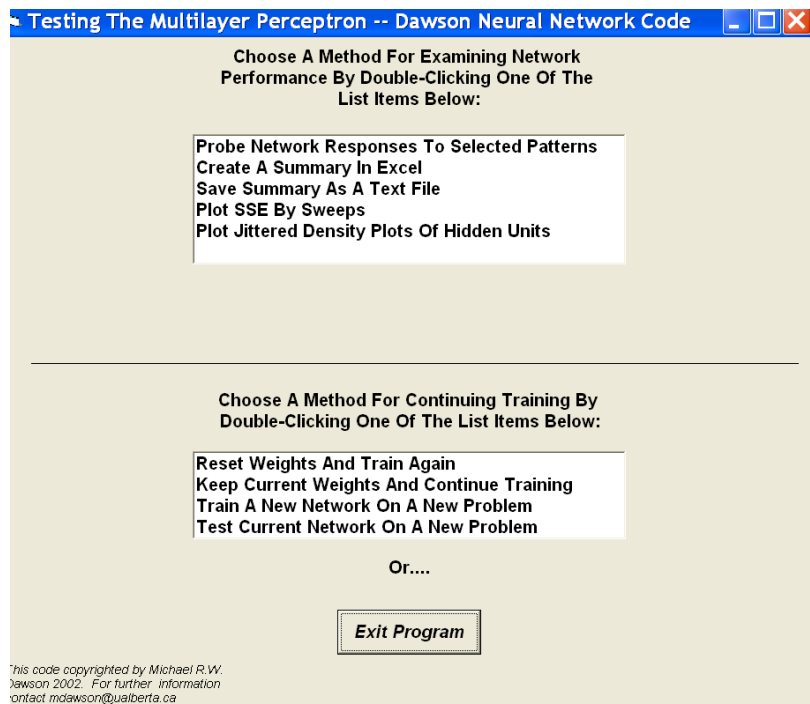 Testing The Multilayer Perceptron -- Dawson Neural Network Code
Choose A Method For Examining Network
Performance By Double-Clicking One Of The
List Items Below:
Probe Network Responses To Selected Patterns
Create A Summary In Excel
Save Summary As A Text File
Plot SSE By Sweeps
Plot Jittered Density Plots Of Hidden Units
Choose A Method For Continuing Training By
Double-Clicking One Of The List Items Below:
Reset Weights And Train Again
Keep Current Weights And Continue Training
Train A New Network On A New Problem
Test Current Network On A New Problem
Or....
Exit Program
This code copyrighted by Michael R.W.
Dawson 2002. For further information
contact mdawson@ualberta.ca